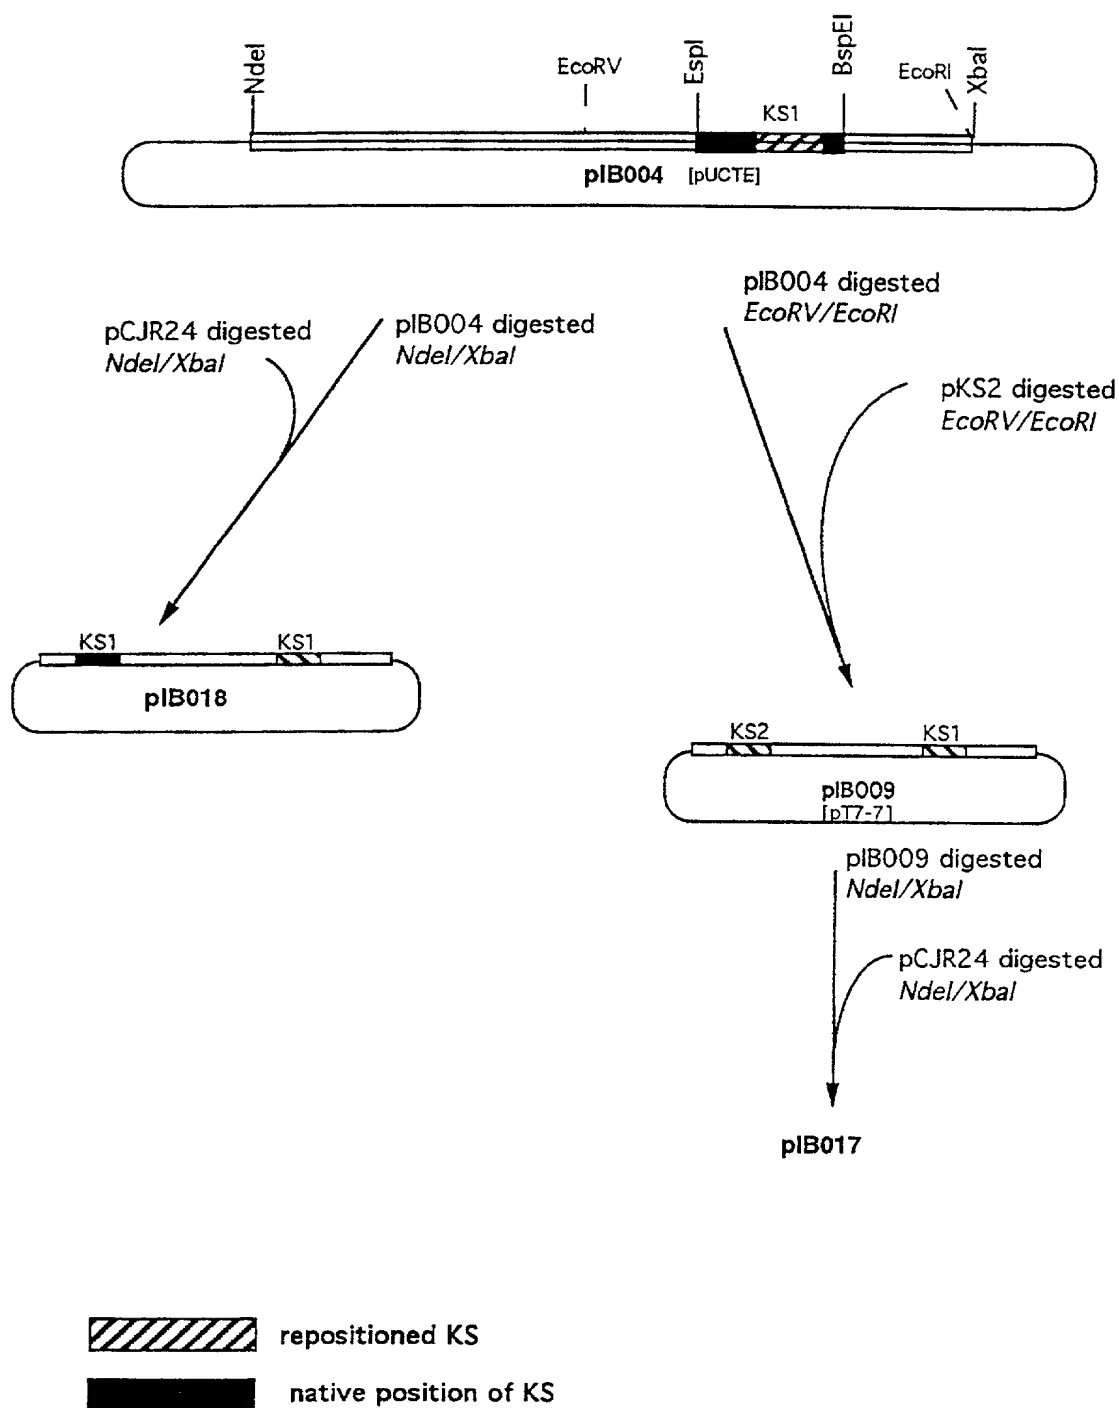 NdeI
EcoRV
EspI
BspEI
EcoRI
XbaI
KS1
pIB004 [pUCTE]
pCJR24 digested
NdeI/XbaI
pIB004 digested
NdeI/XbaI
pIB004 digested
EcoRV/EcoRI
pKS2 digested
EcoRV/EcoRI
KS1 KS1
pIB018
KS2 KS1
pIB009
[pT7-7]
pIB009 digested
NdeI/XbaI
pCJR24 digested
NdeI/XbaI
pIB017
repositioned KS
native position of KS